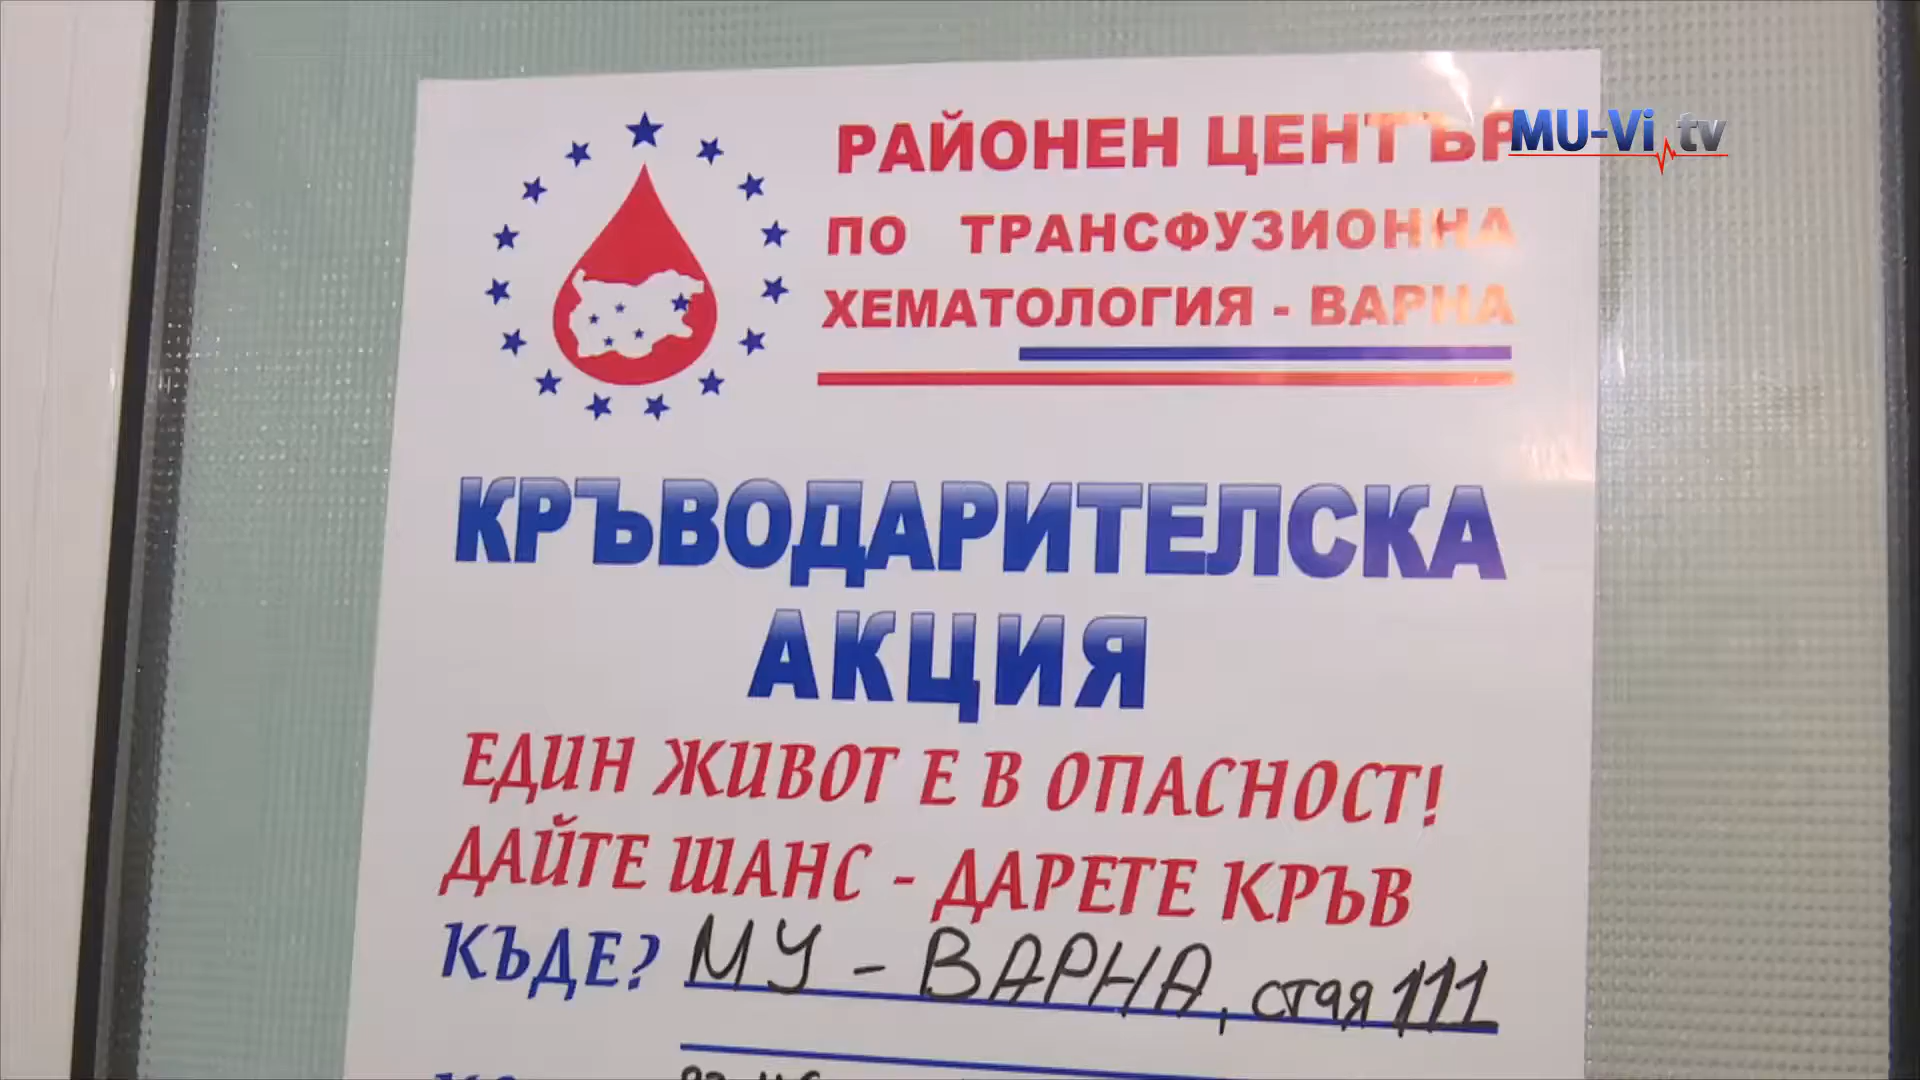 РАЙОНЕН ЦЕНТЪР
MU-Vi tv
ПО ТРАНСФУЗИОННА
ХЕМАТОЛОГИЯ - ВАРНА
КРЪВОДАРИТЕЛСКА
АКЦИЯ
ЕДИН ЖИВОТ Е В ОПАСНОСТ!
ДАЙТЕ ШАНС - ДАРЕТЕ КРЪВ
КЪДЕ? МУ - ВАРНА, стая 111